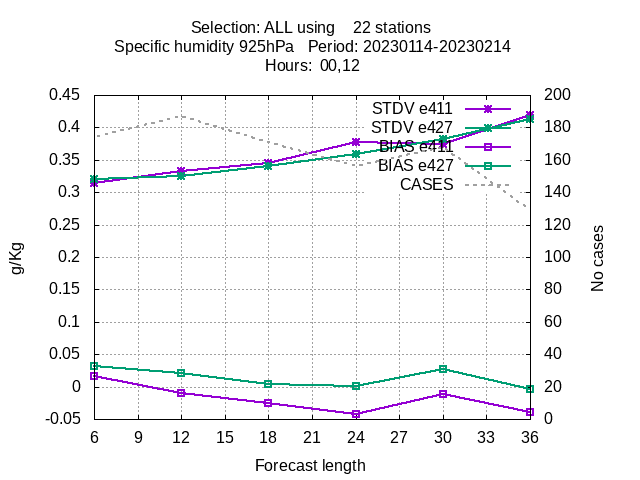 Selection: ALL using    22 stations
Specific humidity 925hPa   Period: 20230114-20230214
Hours:  00,12
0.45
0.4
0.35
0.3
0.25
0.2
0.15
0.1
0.05
0
-0.05
g/Kg
STDV e411
STDV e427
BIAS e411
BIAS e427
CASES
200
180
160
140
120
100
80
60
40
20
0
No cases
6 9 12 15 18 21 24 27 30 33 36
Forecast length